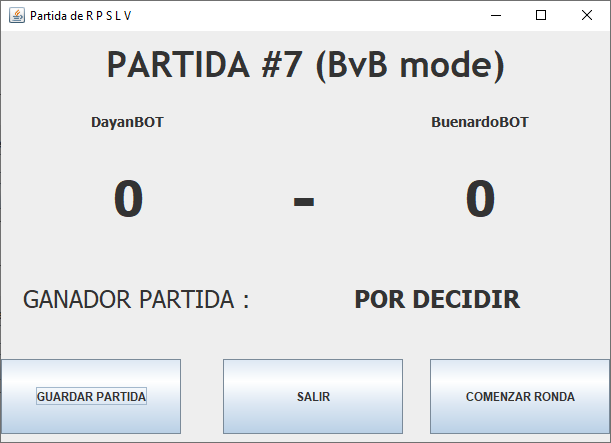 Partida de R P S L V
PARTIDA #7 (BvB mode)
DayanBOT BuenardoBOT
0 - 0
GANADOR PARTIDA : POR DECIDIR
GUARDAR PARTIDA SALIR COMENZAR RONDA